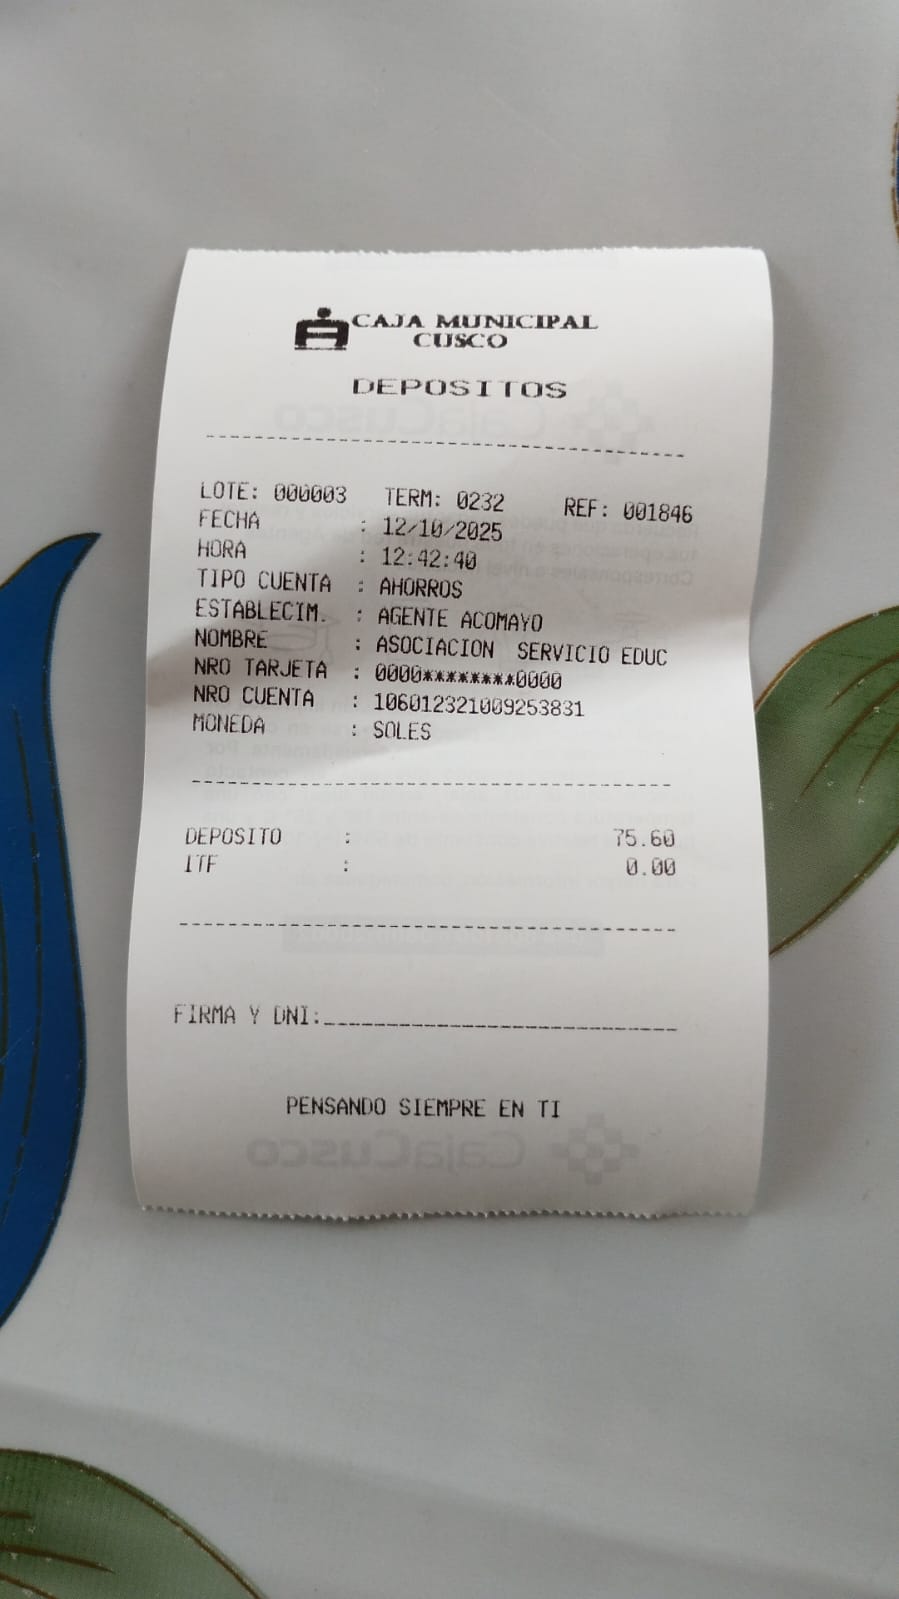 CAJA MUNICIPAL
CUSCO
DEPOSITOS
LOTE: 000003 TERM: 0232 REF: 001846
FECHA : 12/10/2025
HORA : 12:42:40
TIPO CUENTA : AHORROS
ESTABLECIM. : AGENTE ACOMAYO
NOMBRE : ASOCIACION SERVICIO EDUC
NRO TARJETA : 0000********0000
NRO CUENTA : 106012321009253831
MONEDA : SOLES
DEPOSITO : 75.60
ITF : 0.00
FIRMA Y DNI:
PENSANDO SIEMPRE EN TI
CajaCusco